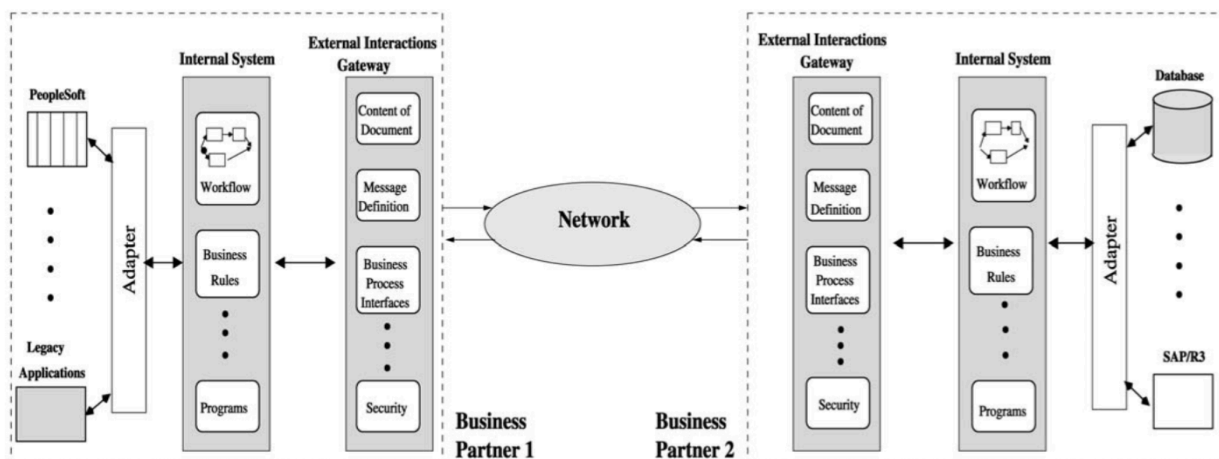 External Interactions
Gateway
Internal System
PeopleSoft
Content of
Document
Workflow
Message
Definition
Adapter
Business
Rules
Business
Process
Interfaces
Legacy
Applications
Programs
Security
Business
Partner 1
Network
Business
Partner 2
External Interactions
Gateway
Internal System
Database
Content of
Document
Workflow
Message
Definition
Business
Rules
Adapter
Business
Process
Interfaces
SAP/R3
Security
Programs